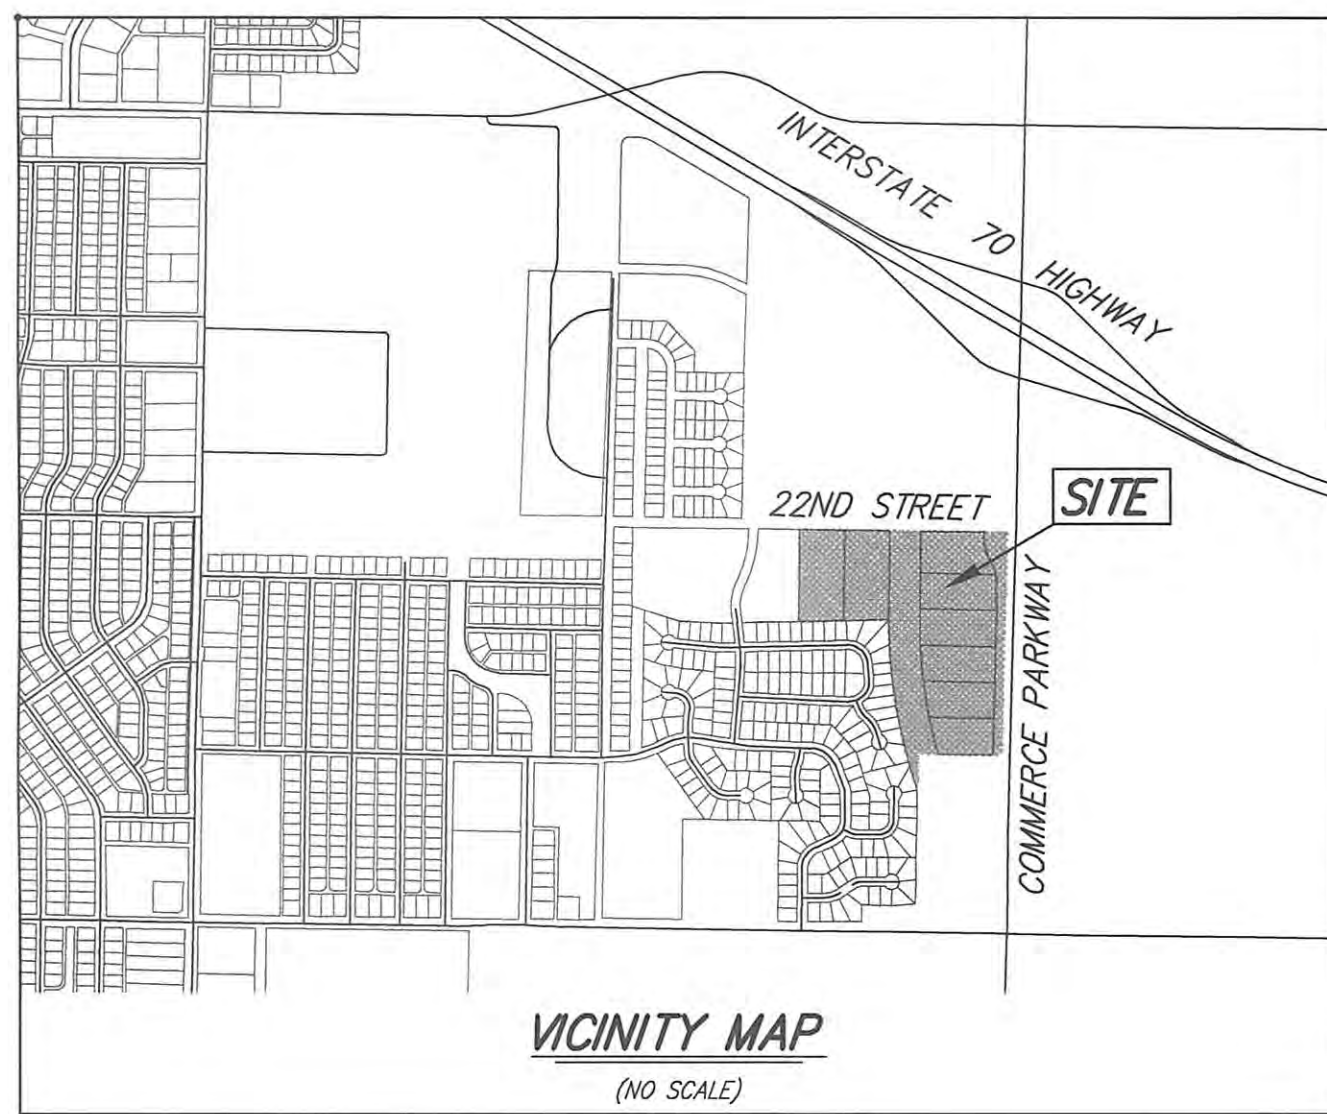 INTERSTATE 70 HIGHWAY
22ND STREET
SITE
COMMERCE PARKWAY
VICINITY MAP
(NO SCALE)